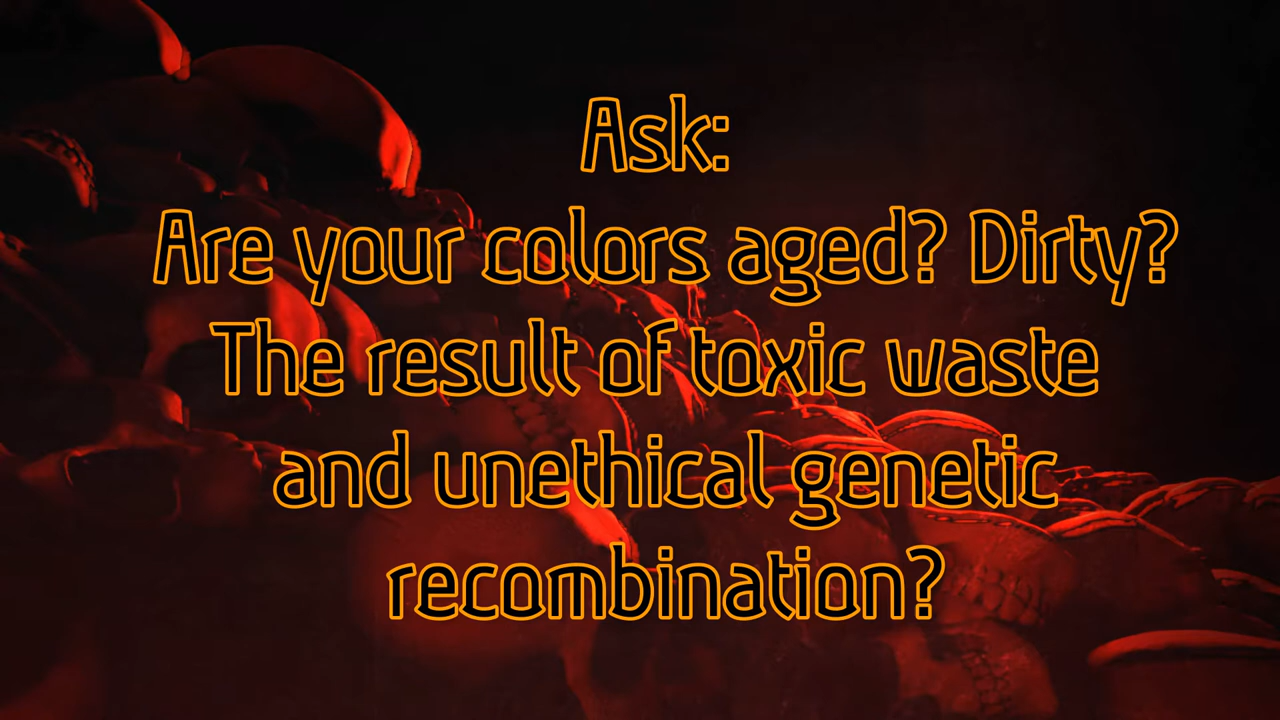 Ask:
Are your colors aged? Dirty?
The result of toxic waste
and unethical genetic
recombination?